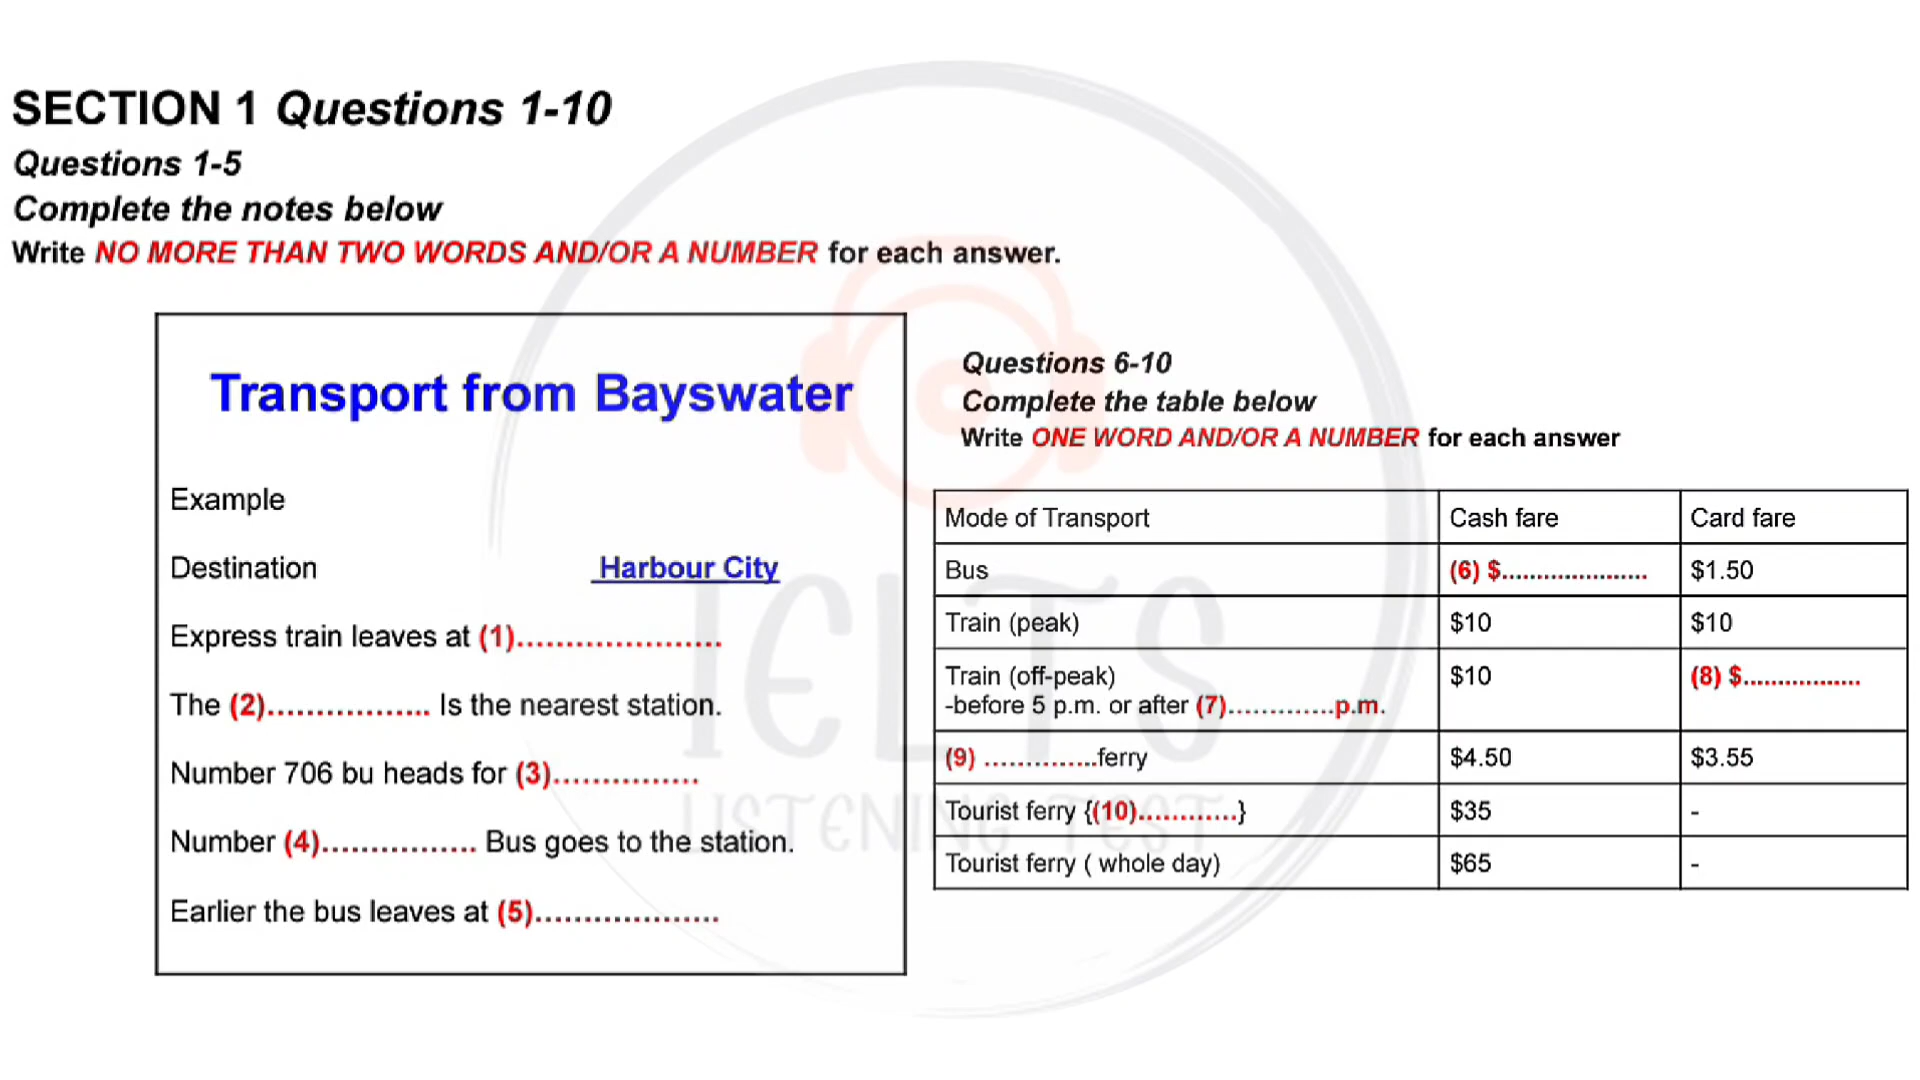 SECTION 1 Questions 1-10
Questions 1-5
Complete the notes below
Write NO MORE THAN TWO WORDS AND/OR A NUMBER for each answer.
Transport from Bayswater
Example
Destination Harbour City
Express train leaves at (1).....................
The (2)................. Is the nearest station.
Number 706 bu heads for (3)...............
Number (4)................ Bus goes to the station.
Earlier the bus leaves at (5)...................
Questions 6-10
Complete the table below
Write ONE WORD AND/OR A NUMBER for each answer
Mode of Transport Cash fare Card fare
Bus (6) $..................... $1.50
Train (peak) $10 $10
Train (off-peak) $10 (8) $.................
-before 5 p.m. or after (7).............p.m.
(9) ..............ferry $4.50 $3.55
Tourist ferry {(10)............} $35 -
Tourist ferry ( whole day) $65 -
IELTS
LISTENING TEST